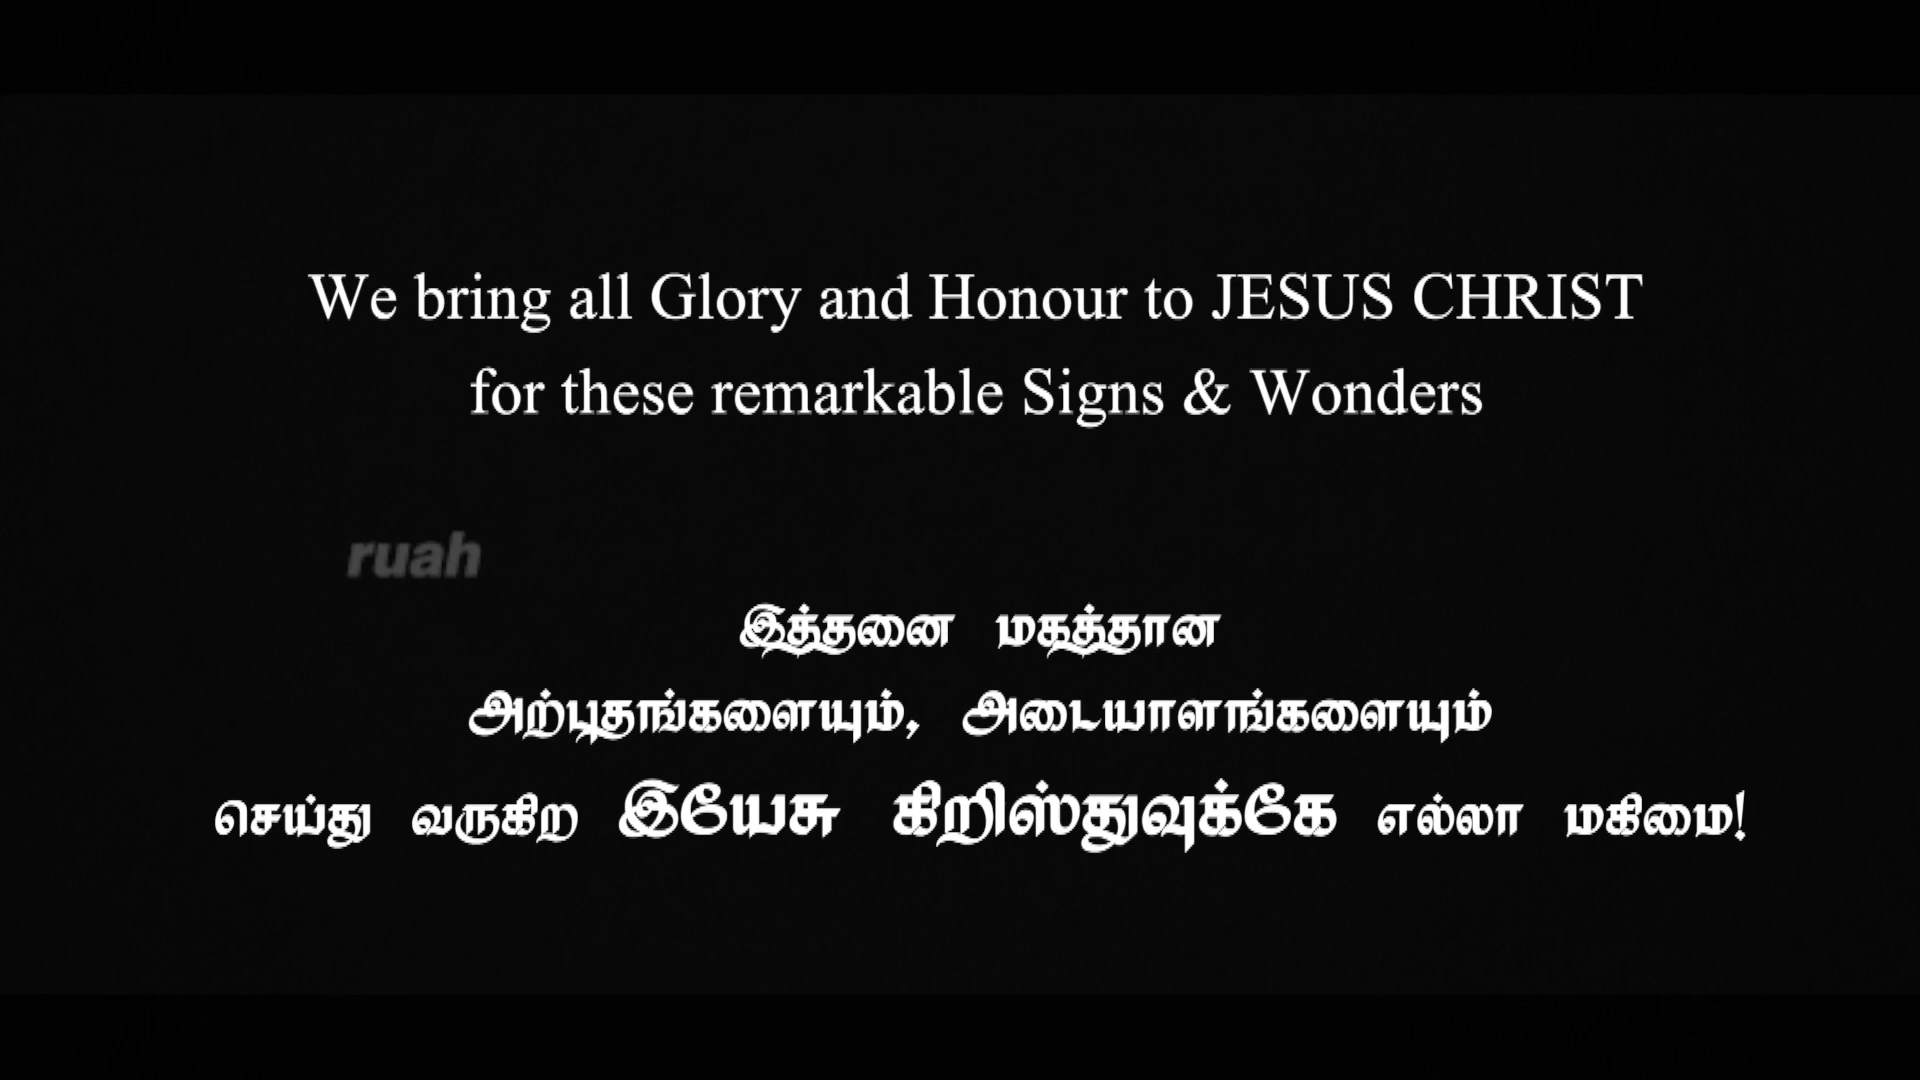 We bring all Glory and Honour to JESUS CHRIST
for these remarkable Signs & Wonders
ruah
இத்தனை மகத்தான
அற்புதங்களையும், அடையாளங்களையும்
செய்து வருகிற இயேசு கிறிஸ்துவுக்கே எல்லா மகிமை!